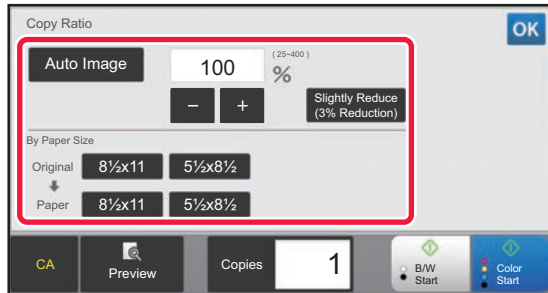 Copy Ratio
OK
Auto Image
100
(25~400)
%
−
+
Slightly Reduce
(3% Reduction)
By Paper Size
Original
8½x11
5½x8½
Paper
8½x11
5½x8½
CA
Preview
Copies
1
B/W
Start
Color
Start